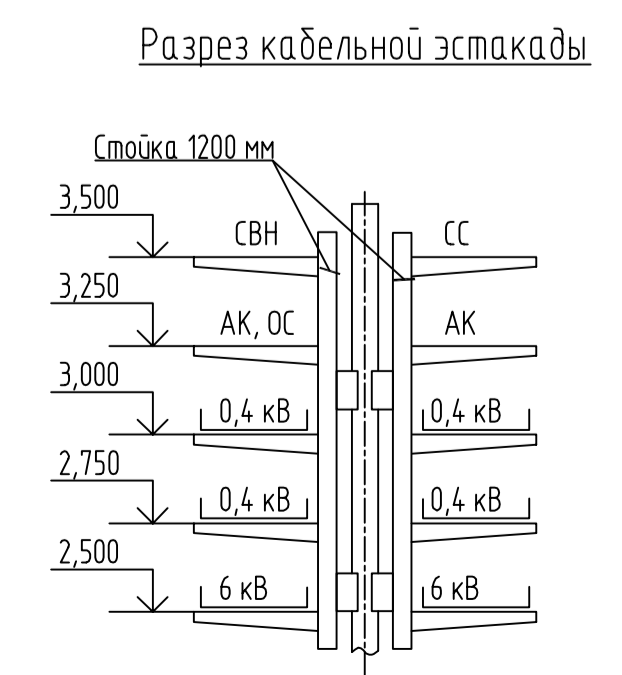 Разрез кабельной эстакады
Стойка 1200 мм
3,500
СВН
СС
3,250
АК, ОС
АК
3,000
0,4 кВ
0,4 кВ
2,750
0,4 кВ
0,4 кВ
2,500
6 кВ
6 кВ